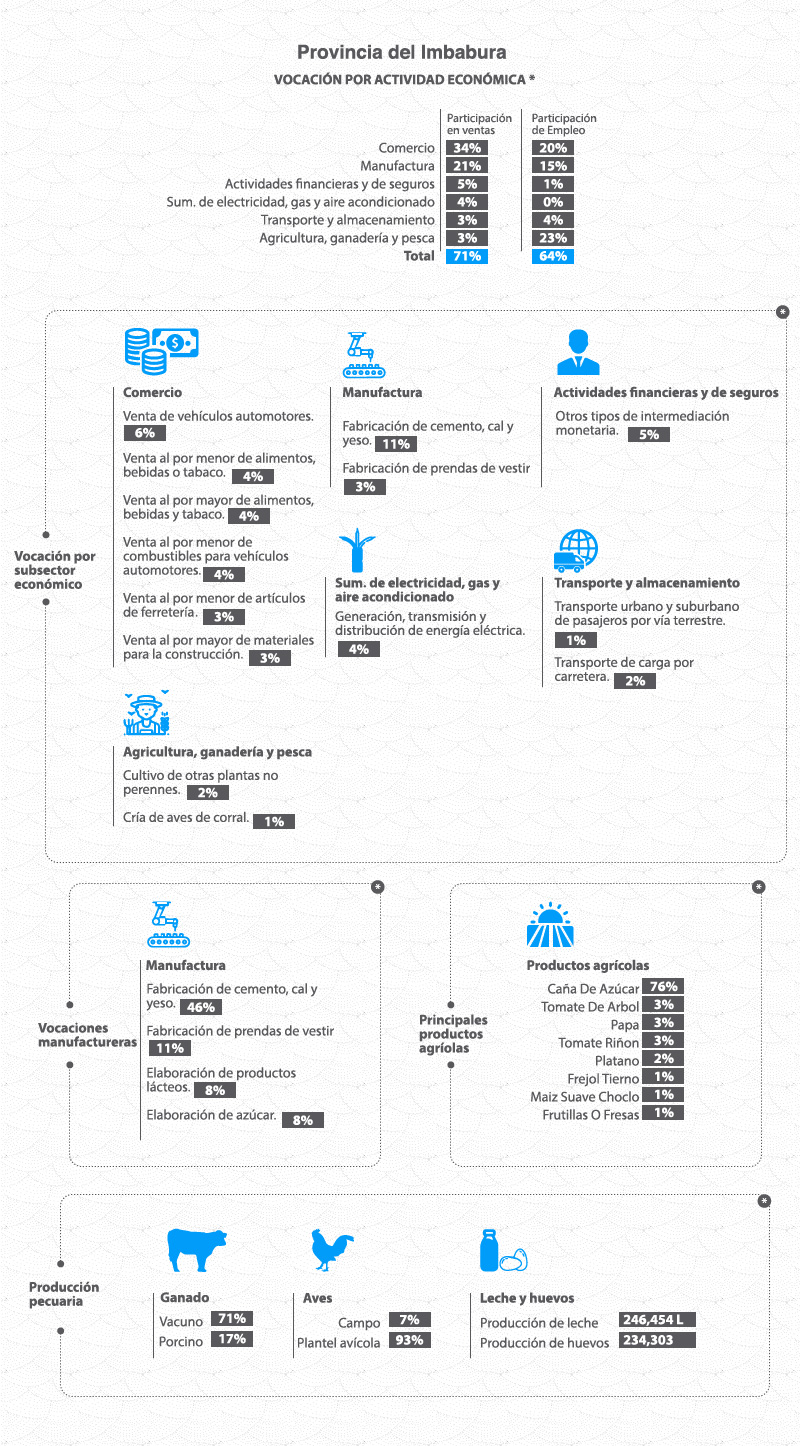 Provincia del Imbabura
VOCACIÓN POR ACTIVIDAD ECONÓMICA *
Participación
en ventas
Participación
de Empleo
Comercio 34% 20%
Manufactura 21% 15%
Actividades financieras y de seguros 5% 1%
Sum. de electricidad, gas y aire acondicionado 4% 0%
Transporte y almacenamiento 3% 4%
Agricultura, ganadería y pesca 3% 23%
Total 71% 64%
*
Vocación por
subsector
económico
Comercio
Venta de vehículos automotores.
6%
Venta al por menor de alimentos,
bebidas o tabaco. 4%
Venta al por mayor de alimentos,
bebidas y tabaco. 4%
Venta al por menor de
combustibles para vehículos
automotores. 4%
Venta al por menor de artículos
de ferretería. 3%
Venta al por mayor de materiales
para la construcción. 3%
Manufactura
Fabricación de cemento, cal y
yeso. 11%
Fabricación de prendas de vestir
3%
Actividades financieras y de seguros
Otros tipos de intermediación
monetaria. 5%
Sum. de electricidad, gas y
aire acondicionado
Generación, transmisión y
distribución de energía eléctrica.
4%
Transporte y almacenamiento
Transporte urbano y suburbano
de pasajeros por vía terrestre.
1%
Transporte de carga por
carretera. 2%
Agricultura, ganadería y pesca
Cultivo de otras plantas no
perennes. 2%
Cría de aves de corral. 1%
*
Vocaciones
manufactureras
Manufactura
Fabricación de cemento, cal y
yeso. 46%
Fabricación de prendas de vestir
11%
Elaboración de productos
lácteos. 8%
Elaboración de azúcar. 8%
*
Principales
productos
agríolas
Productos agrícolas
Caña De Azúcar 76%
Tomate De Arbol 3%
Papa 3%
Tomate Riñon 3%
Platano 2%
Frejol Tierno 1%
Maiz Suave Choclo 1%
Frutillas O Fresas 1%
*
Producción
pecuaria
Ganado
Vacuno 71%
Porcino 17%
Aves
Campo 7%
Plantel avícola 93%
Leche y huevos
Producción de leche 246,454 L
Producción de huevos 234,303